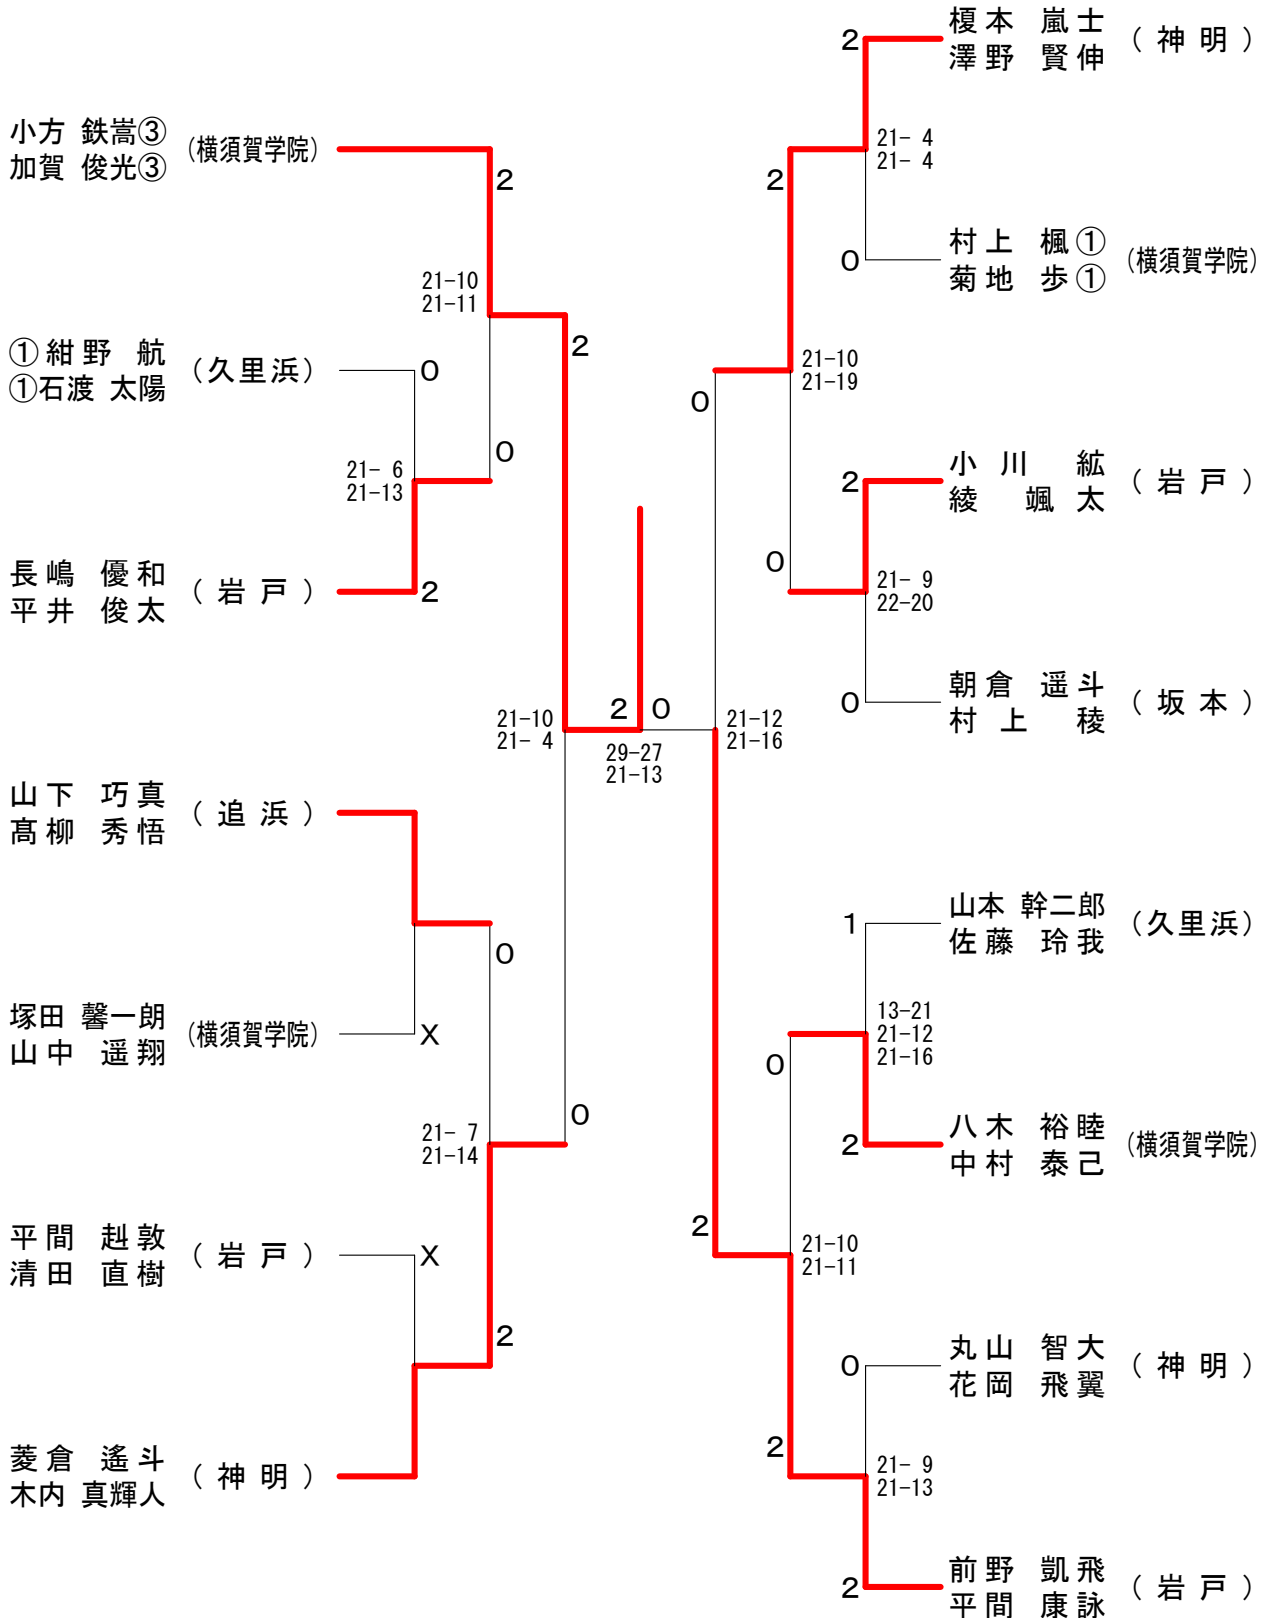 小方 鉄嵩③
加賀 俊光③
(横須賀学院)
2
21-10
21-11
①紺野 航
①石渡 太陽
(久里浜)
0
21- 6
21-13
0
長嶋 優和
平井 俊太
(岩戸)
2
2
21-10
21- 4
山下 巧真
髙柳 秀悟
(追浜)
0
塚田 馨一朗
山中 遥翔
(横須賀学院)
X
21- 7
21-14
0
平間 赳敦
清田 直樹
(岩戸)
X
2
菱倉 遙斗
木内 真輝人
(神明)
2 0
29-27
21-13
榎本 嵐士
澤野 賢伸
(神明)
2
21- 4
21- 4
2
村上 楓①
菊地 歩①
(横須賀学院)
0
21-10
21-19
0
小川 紘
綾 颯太
(岩戸)
2
0
21- 9
22-20
朝倉 遥斗
村上 稜
(坂本)
0
21-12
21-16
山本 幹二郎
佐藤 玲我
(久里浜)
1
13-21
21-12
21-16
0
八木 裕睦
中村 泰己
(横須賀学院)
2
2
21-10
21-11
丸山 智大
花岡 飛翼
(神明)
0
2
21- 9
21-13
前野 凱飛
平間 康詠
(岩戸)
2